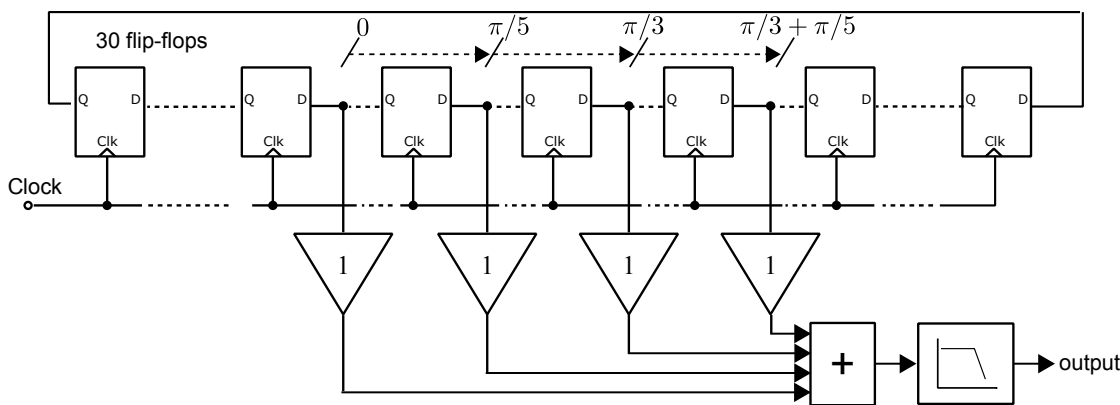 30 flip-flops
0
π/5
π/3
π/3 + π/5
Q D Q D Q D Q D Q D Q D Q D
Clk Clk Clk Clk Clk Clk Clk
Clock
1 1 1 1
+
output